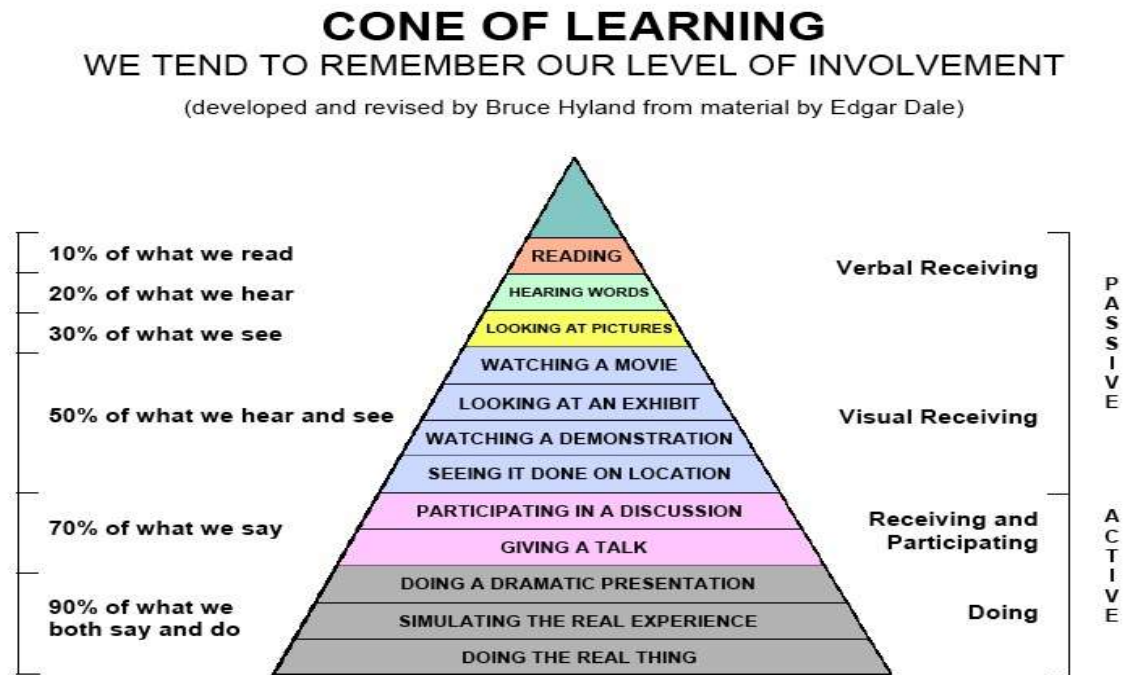 CONE OF LEARNING
WE TEND TO REMEMBER OUR LEVEL OF INVOLVEMENT
(developed and revised by Bruce Hyland from material by Edgar Dale)
10% of what we read
20% of what we hear
30% of what we see
50% of what we hear and see
70% of what we say
90% of what we
both say and do
READING
HEARING WORDS
LOOKING AT PICTURES
WATCHING A MOVIE
LOOKING AT AN EXHIBIT
WATCHING A DEMONSTRATION
SEEING IT DONE ON LOCATION
PARTICIPATING IN A DISCUSSION
GIVING A TALK
DOING A DRAMATIC PRESENTATION
SIMULATING THE REAL EXPERIENCE
DOING THE REAL THING
Verbal Receiving
Visual Receiving
Receiving and
Participating
Doing
PASSIVE
ACTIVE